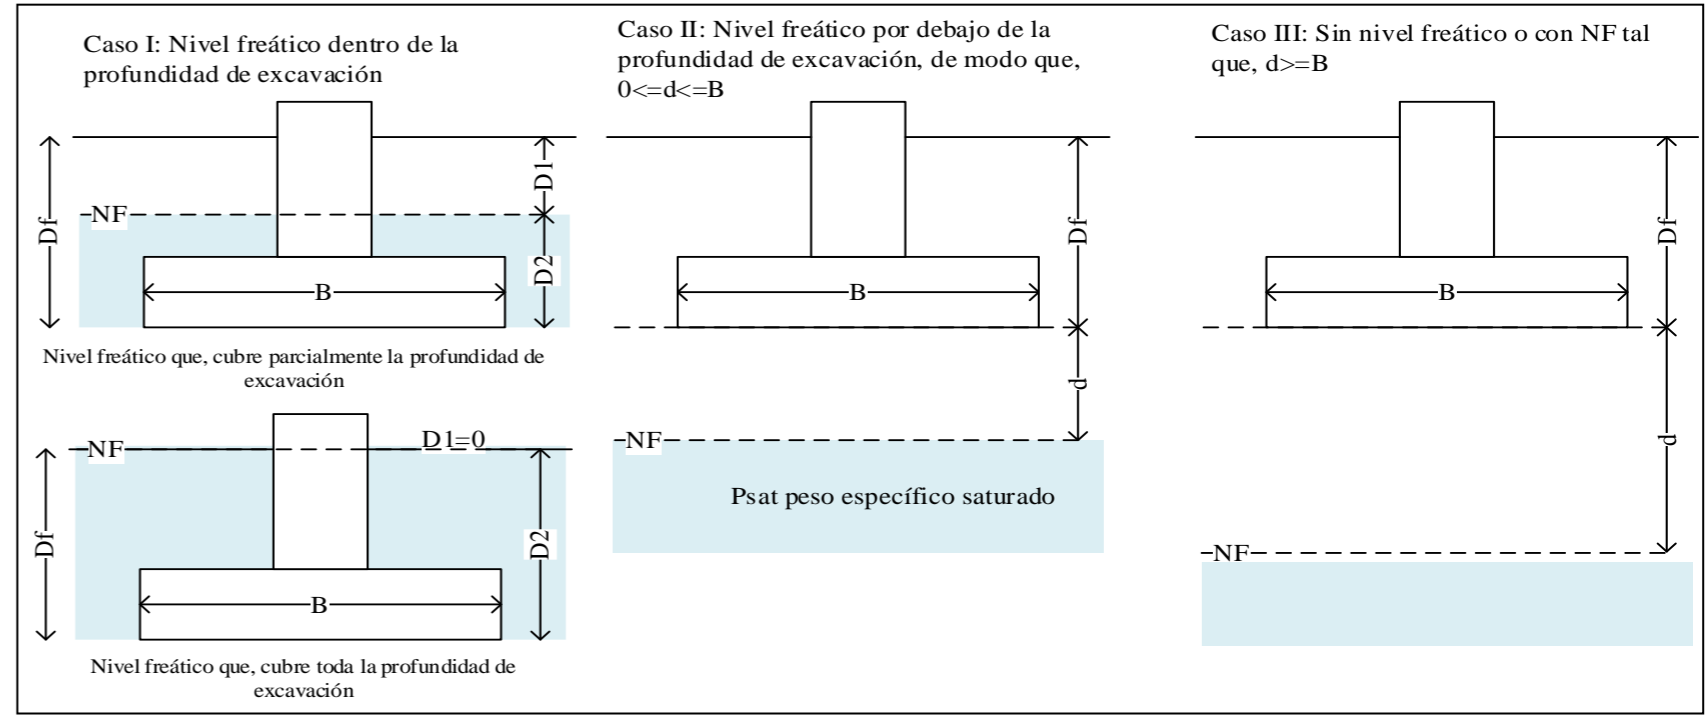 Caso I: Nivel freático dentro de la
profundidad de excavación
D1
NF
Df
D2
B
Nivel freático que, cubre parcialmente la profundidad de
excavación
NF
D1=0
Df
D2
B
Nivel freático que, cubre toda la profundidad de
excavación
Caso II: Nivel freático por debajo de la
profundidad de excavación, de modo que,
0<=d<=B
Df
B
d
NF
Psat peso específico saturado
Caso III: Sin nivel freático o con NF tal
que, d>=B
Df
B
d
NF